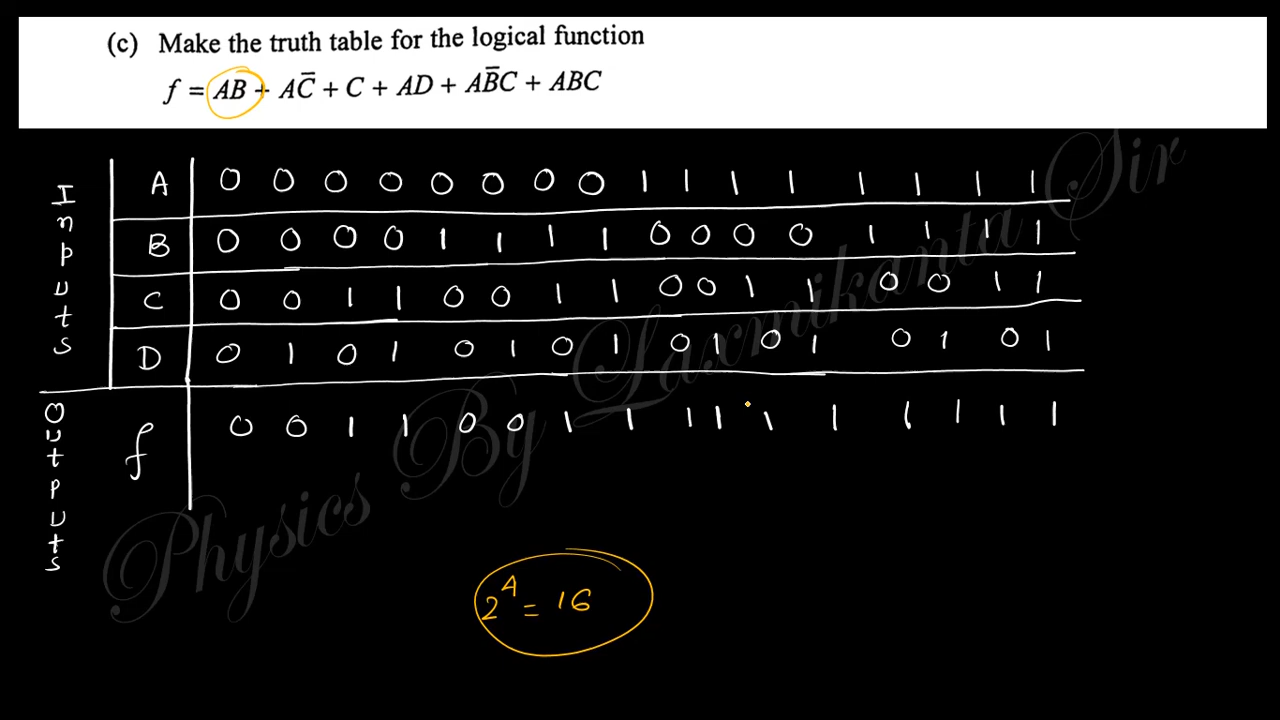 (c) Make the truth table for the logical function
f = AB + AC̅ + C + AD + AB̅C + ABC
Inputs
A 0 0 0 0 0 0 0 0 1 1 1 1 1 1 1 1
B 0 0 0 0 1 1 1 1 0 0 0 0 1 1 1 1
C 0 0 1 1 0 0 1 1 0 0 1 1 0 0 1 1
D 0 1 0 1 0 1 0 1 0 1 0 1 0 1 0 1
Outputs
f 0 0 1 1 0 0 1 1 1 1 1 1 1 1 1 1
Physics By Laxmikanta Sir
2^4 = 16